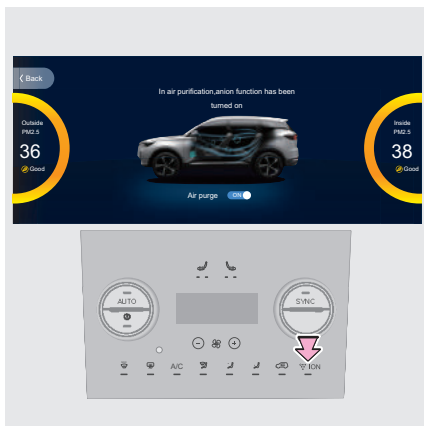 Back
In air purification,anion function has been
turned on
Outside
PM2.5
36
Good
Inside
PM2.5
38
Good
Air purge ON
AUTO
SYNC
A/C
ION